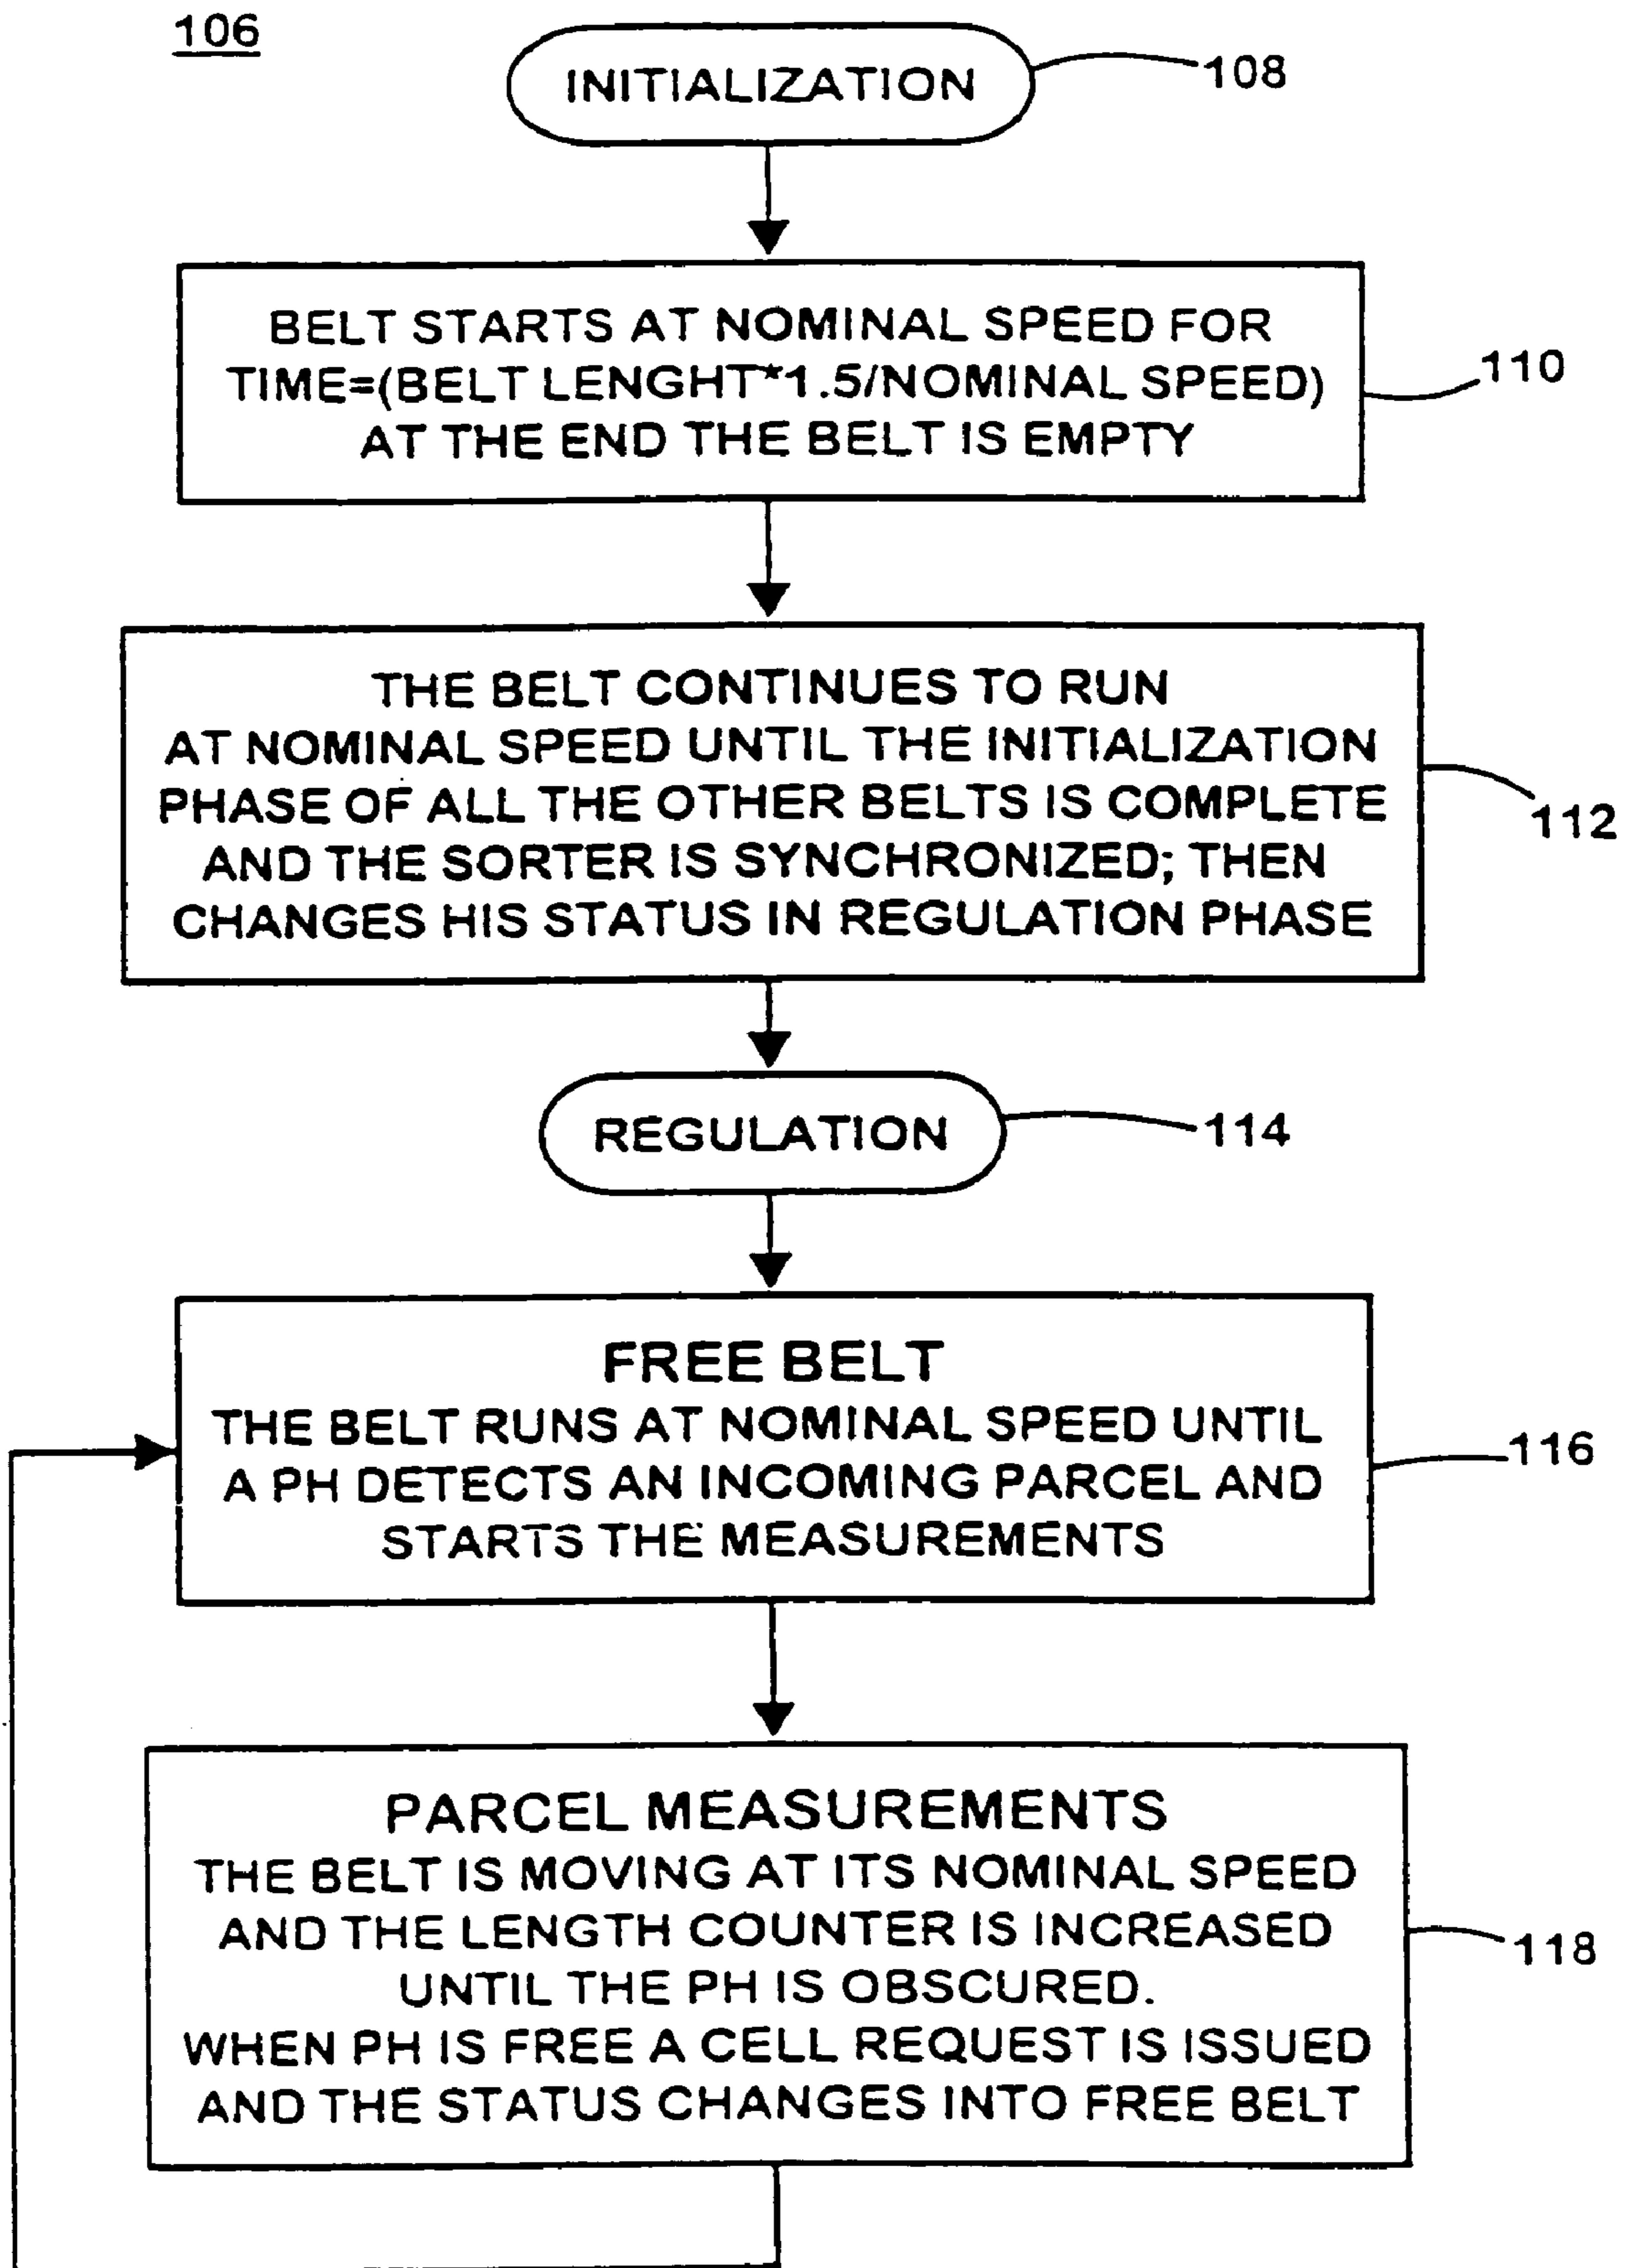 106
INITIALIZATION
108
BELT STARTS AT NOMINAL SPEED FOR
TIME=(BELT LENGHT*1.5/NOMINAL SPEED)
AT THE END THE BELT IS EMPTY
110
THE BELT CONTINUES TO RUN
AT NOMINAL SPEED UNTIL THE INITIALIZATION
PHASE OF ALL THE OTHER BELTS IS COMPLETE
AND THE SORTER IS SYNCHRONIZED; THEN
CHANGES HIS STATUS IN REGULATION PHASE
112
REGULATION
114
FREE BELT
THE BELT RUNS AT NOMINAL SPEED UNTIL
A PH DETECTS AN INCOMING PARCEL AND
STARTS THE MEASUREMENTS
116
PARCEL MEASUREMENTS
THE BELT IS MOVING AT ITS NOMINAL SPEED
AND THE LENGTH COUNTER IS INCREASED
UNTIL THE PH IS OBSCURED.
WHEN PH IS FREE A CELL REQUEST IS ISSUED
AND THE STATUS CHANGES INTO FREE BELT
118